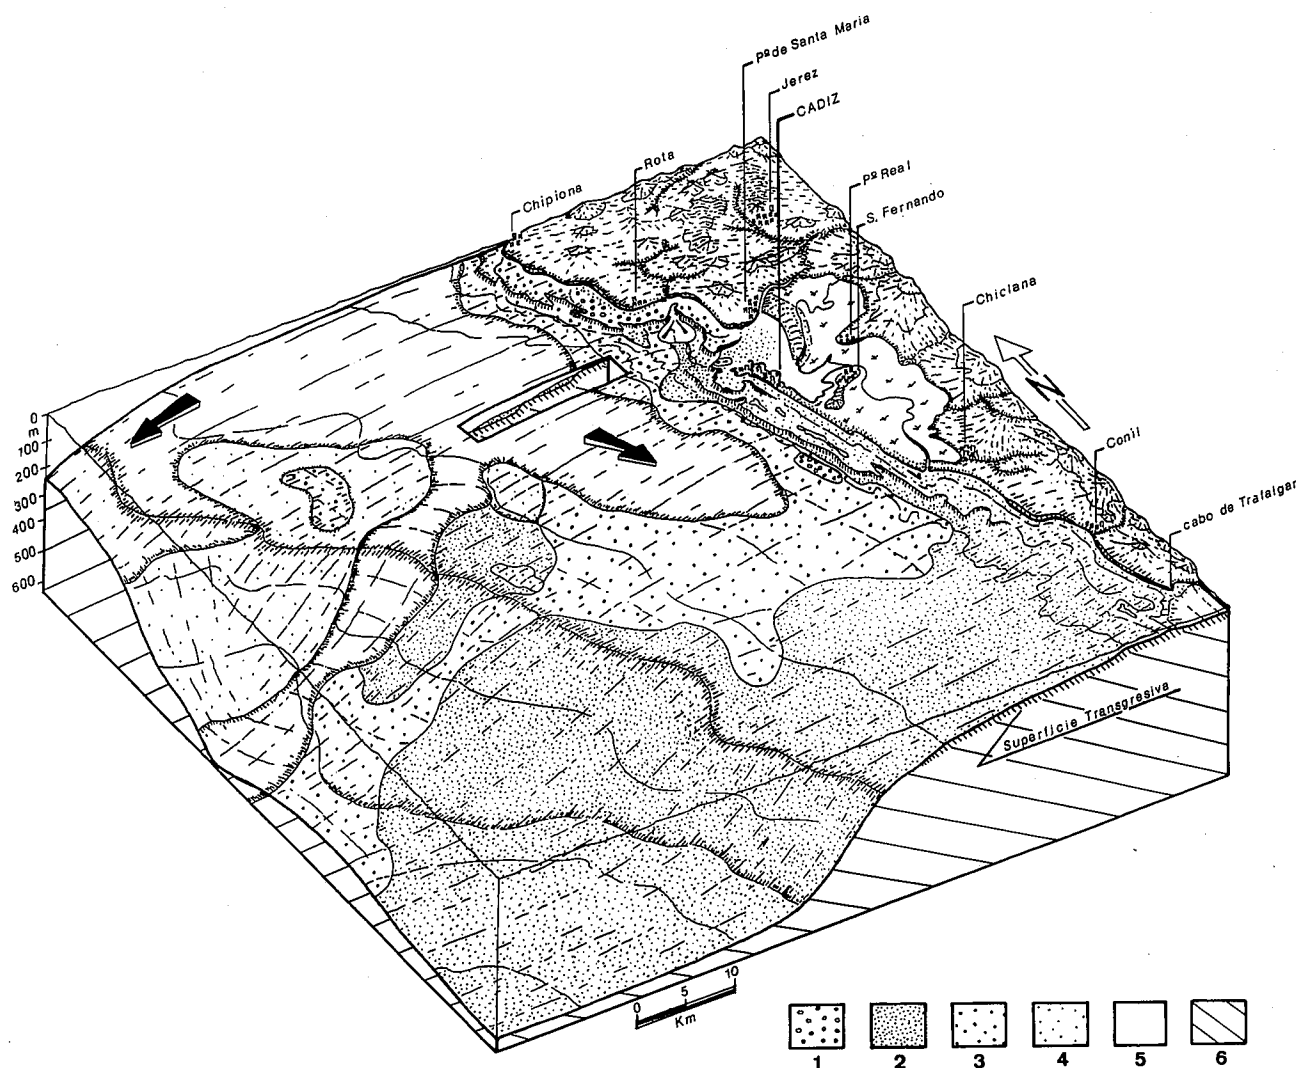 Pº de Santa Maria
Jerez
CADIZ
Rota
Pº Real
Chipiona
S. Fernando
Chiclana
N
Conil
cabo de Trafalgar
0
m
100
200
300
400
500
600
Superficie Transgresiva
0 5 10
Km
1 2 3 4 5 6